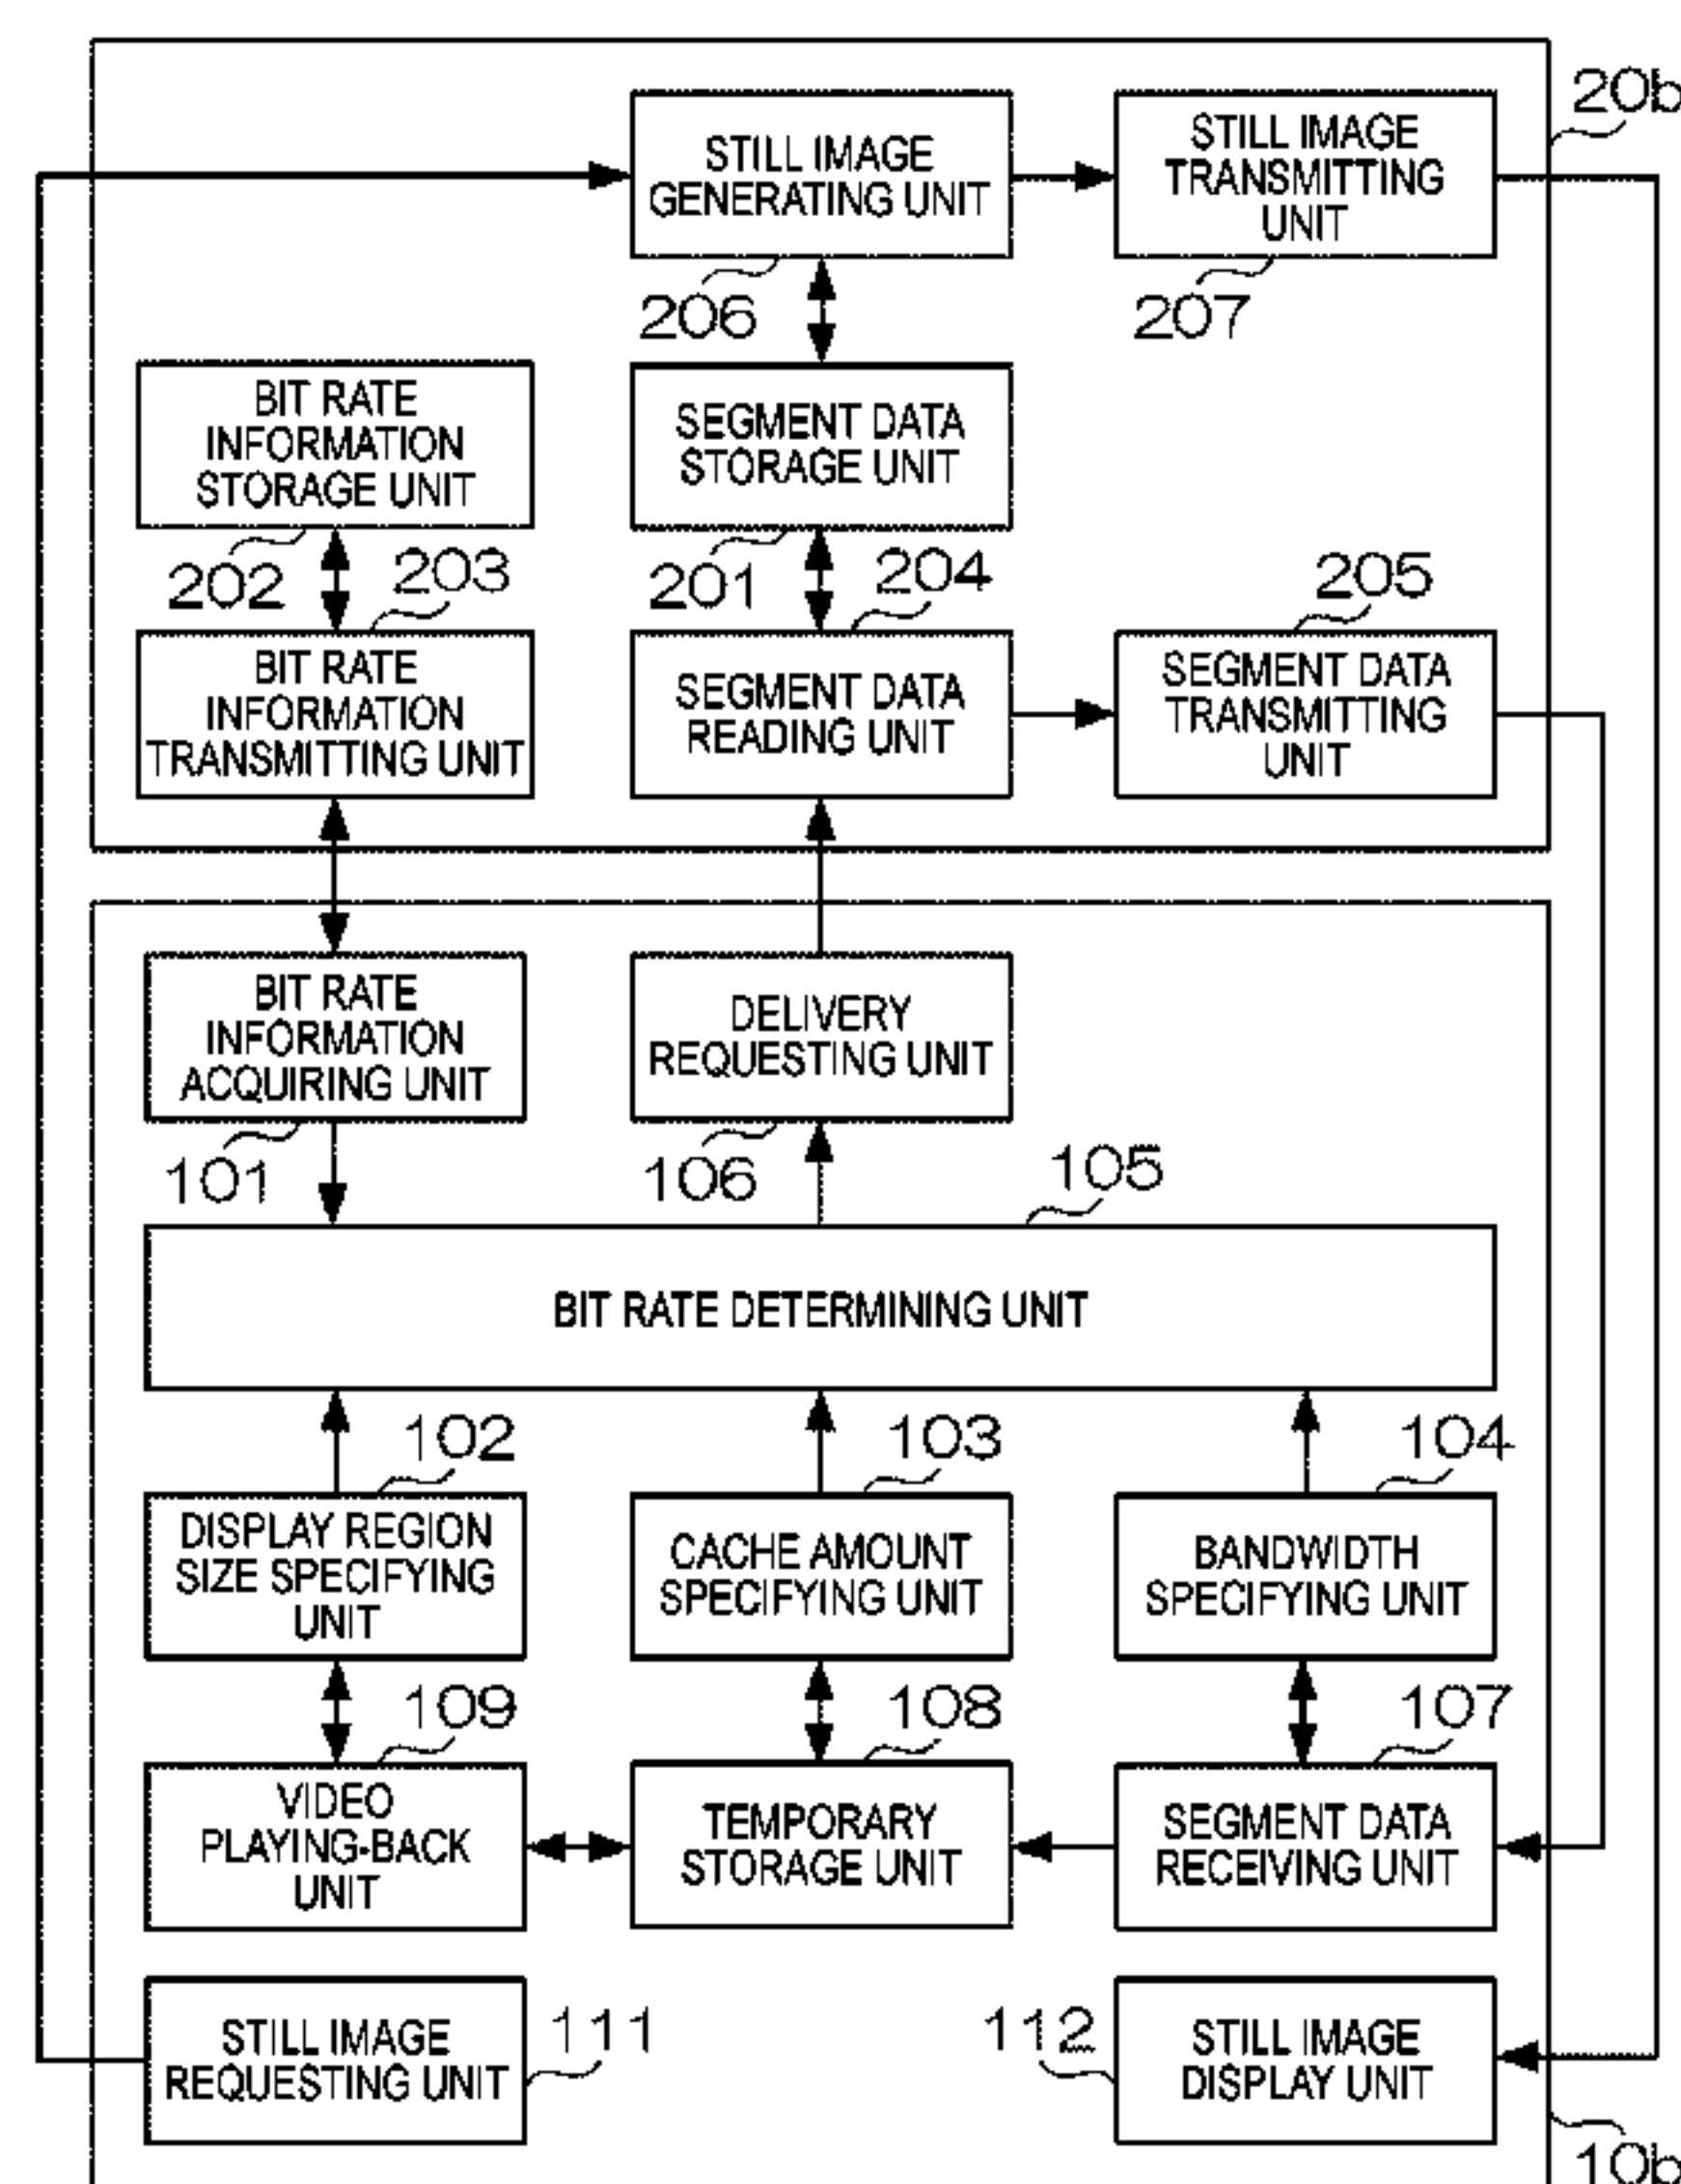 20b
STILL IMAGE
GENERATING UNIT
STILL IMAGE
TRANSMITTING
UNIT
206
207
BIT RATE
INFORMATION
STORAGE UNIT
SEGMENT DATA
STORAGE UNIT
202
203
201
204
205
BIT RATE
INFORMATION
TRANSMITTING UNIT
SEGMENT DATA
READING UNIT
SEGMENT DATA
TRANSMITTING
UNIT
BIT RATE
INFORMATION
ACQUIRING UNIT
DELIVERY
REQUESTING UNIT
101
106
105
BIT RATE DETERMINING UNIT
102
103
104
DISPLAY REGION
SIZE SPECIFYING
UNIT
CACHE AMOUNT
SPECIFYING UNIT
BANDWIDTH
SPECIFYING UNIT
109
108
107
VIDEO
PLAYING-BACK
UNIT
TEMPORARY
STORAGE UNIT
SEGMENT DATA
RECEIVING UNIT
STILL IMAGE
REQUESTING UNIT
111
112
STILL IMAGE
DISPLAY UNIT
10b